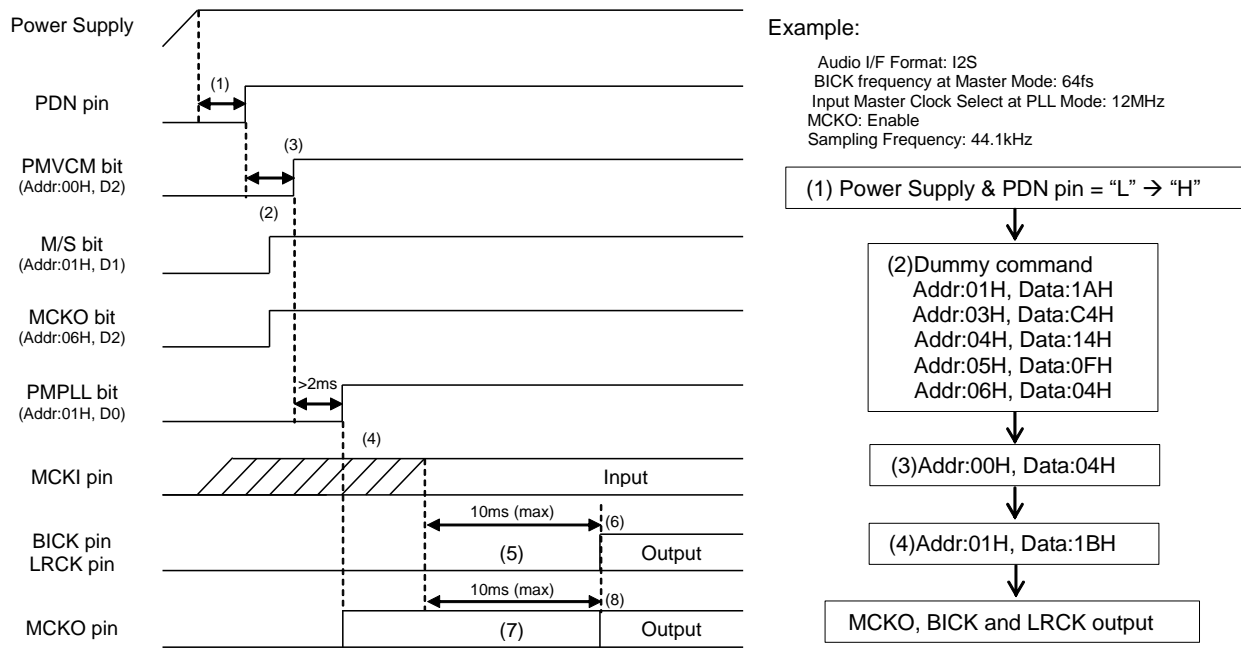 Power Supply
(1)
PDN pin
(3)
PMVCM bit
(Addr:00H, D2)
(2)
M/S bit
(Addr:01H, D1)
MCKO bit
(Addr:06H, D2)
>2ms
PMPLL bit
(Addr:01H, D0)
(4)
MCKI pin
Input
10ms (max)
(6)
BICK pin
LRCK pin
(5)
Output
10ms (max)
(8)
MCKO pin
(7)
Output
Example:
Audio I/F Format: I2S
BICK frequency at Master Mode: 64fs
Input Master Clock Select at PLL Mode: 12MHz
MCKO: Enable
Sampling Frequency: 44.1kHz
(1) Power Supply & PDN pin = “L” → “H”
(2)Dummy command
Addr:01H, Data:1AH
Addr:03H, Data:C4H
Addr:04H, Data:14H
Addr:05H, Data:0FH
Addr:06H, Data:04H
(3)Addr:00H, Data:04H
(4)Addr:01H, Data:1BH
MCKO, BICK and LRCK output